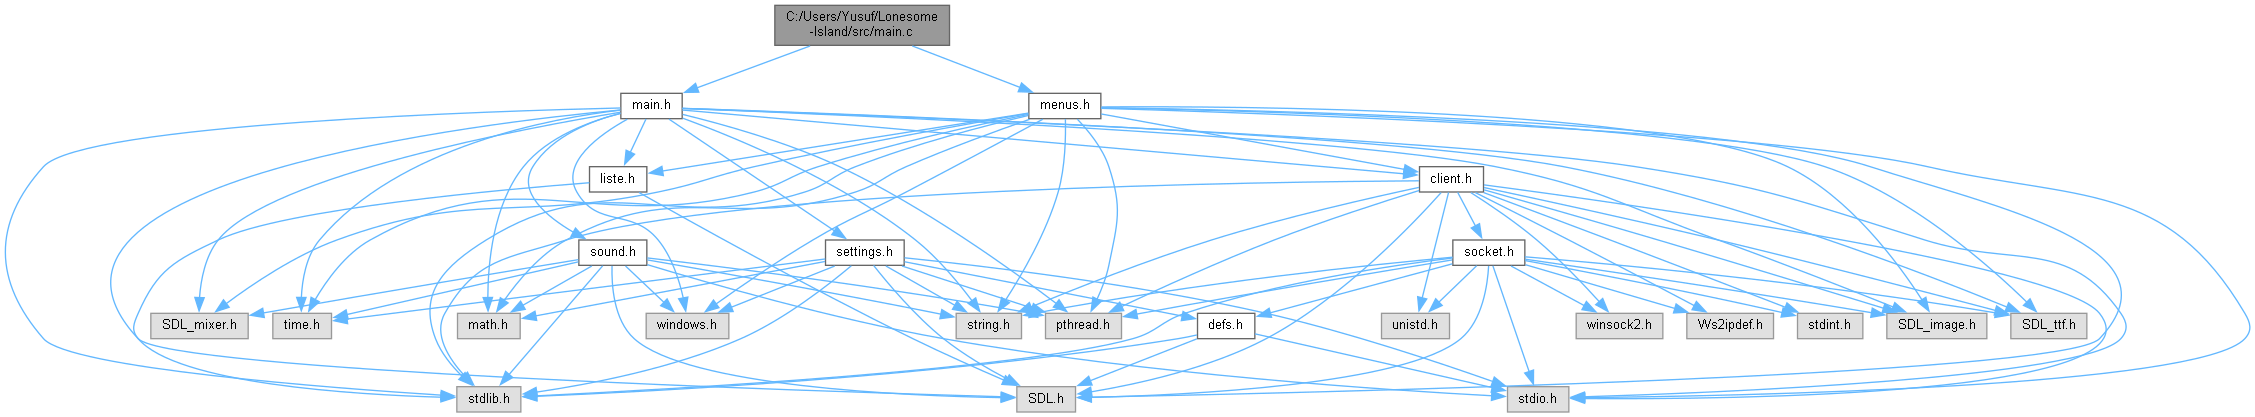 C:/Users/Yusuf/Lonesome
-Island/src/main.c
main.h
menus.h
liste.h
client.h
sound.h
settings.h
socket.h
SDL_mixer.h
time.h
math.h
windows.h
string.h
pthread.h
defs.h
unistd.h
winsock2.h
Ws2ipdef.h
stdint.h
SDL_image.h
SDL_ttf.h
stdlib.h
SDL.h
stdio.h